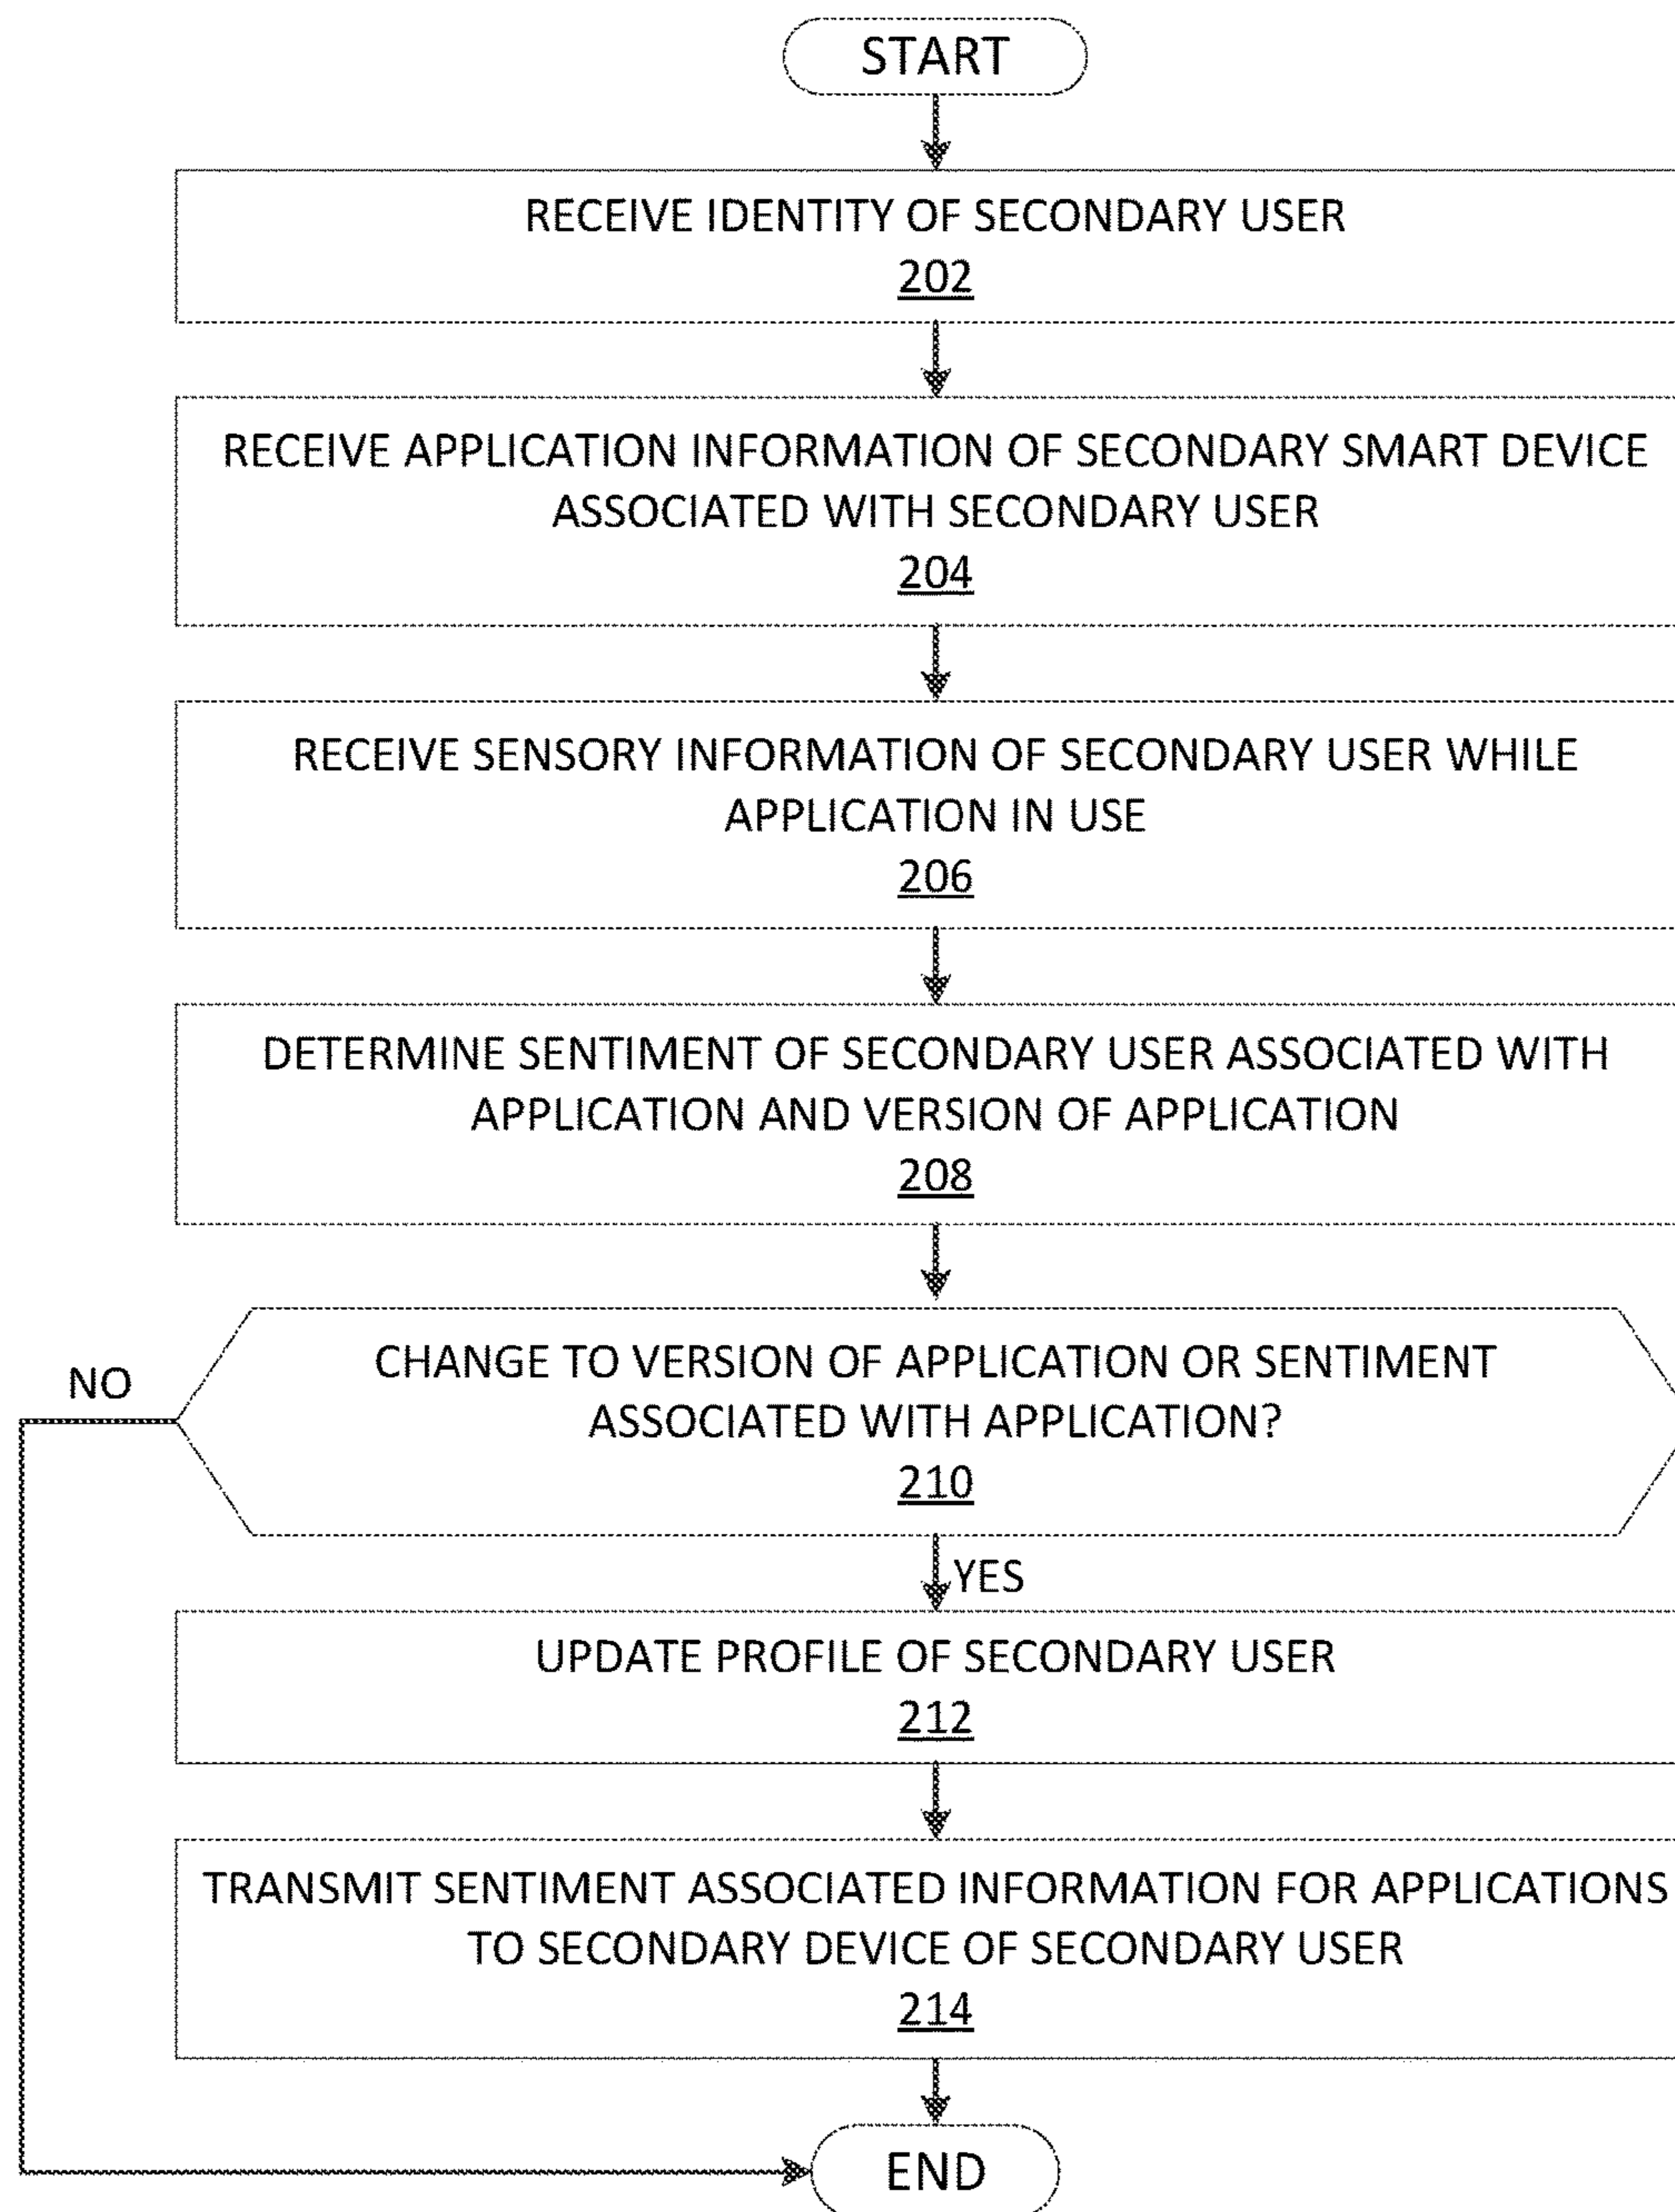 START
RECEIVE IDENTITY OF SECONDARY USER
202
RECEIVE APPLICATION INFORMATION OF SECONDARY SMART DEVICE
ASSOCIATED WITH SECONDARY USER
204
RECEIVE SENSORY INFORMATION OF SECONDARY USER WHILE
APPLICATION IN USE
206
DETERMINE SENTIMENT OF SECONDARY USER ASSOCIATED WITH
APPLICATION AND VERSION OF APPLICATION
208
NO
CHANGE TO VERSION OF APPLICATION OR SENTIMENT
ASSOCIATED WITH APPLICATION?
210
YES
UPDATE PROFILE OF SECONDARY USER
212
TRANSMIT SENTIMENT ASSOCIATED INFORMATION FOR APPLICATIONS
TO SECONDARY DEVICE OF SECONDARY USER
214
END